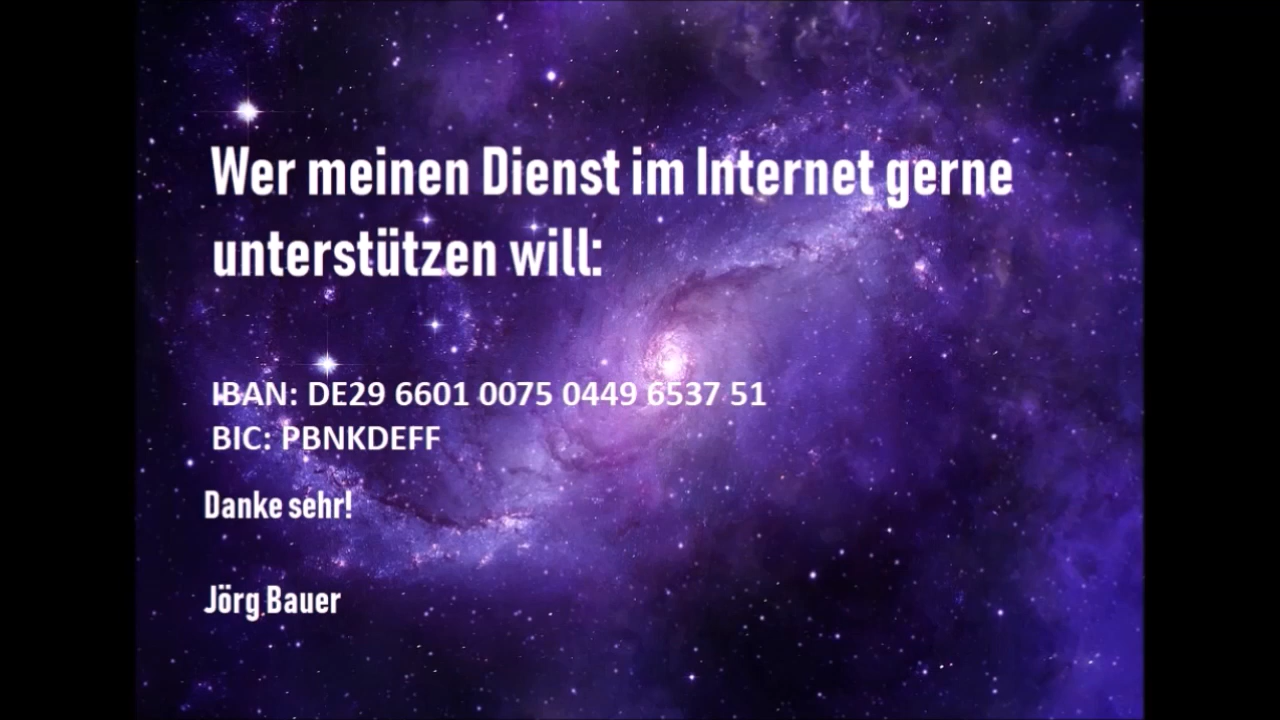 Wer meinen Dienst im Internet gerne
unterstützen will:
IBAN: DE29 6601 0075 0449 6537 51
BIC: PBNKDEFF
Danke sehr!
Jörg Bauer